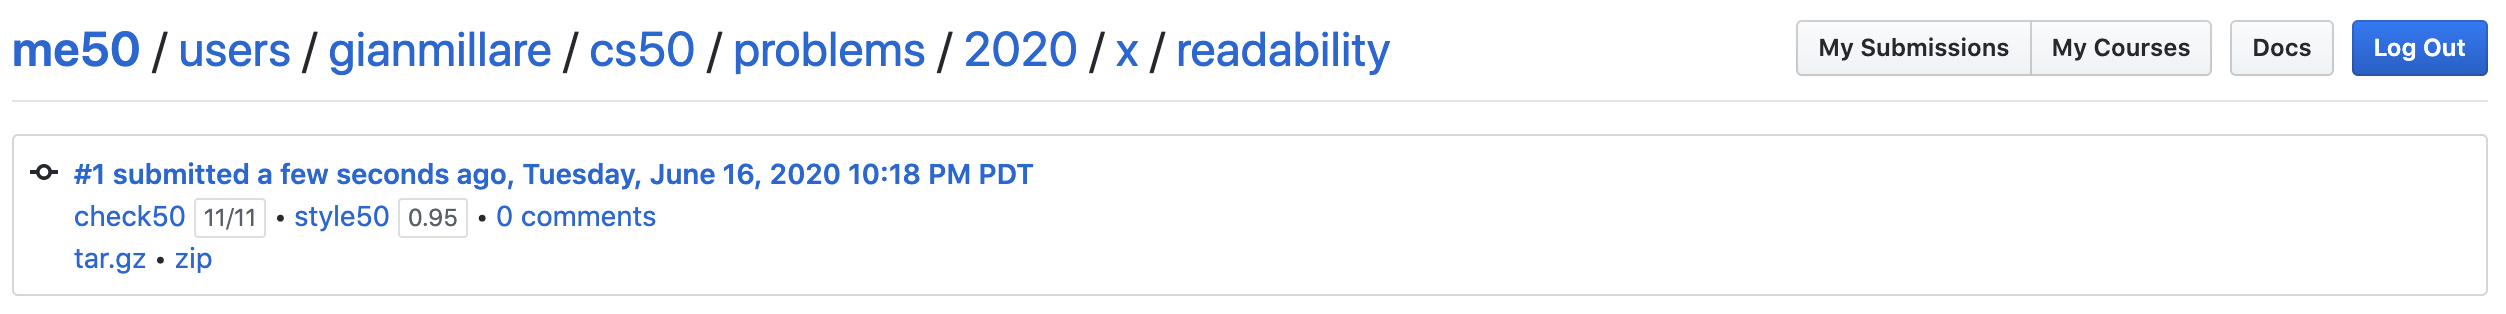 me50 / users / gianmillare / cs50 / problems / 2020 / x / readability My Submissions My Courses Docs Log Out
#1 submitted a few seconds ago, Tuesday, June 16, 2020 10:18 PM PDT
check50 11/11 • style50 0.95 • 0 comments
tar.gz • zip